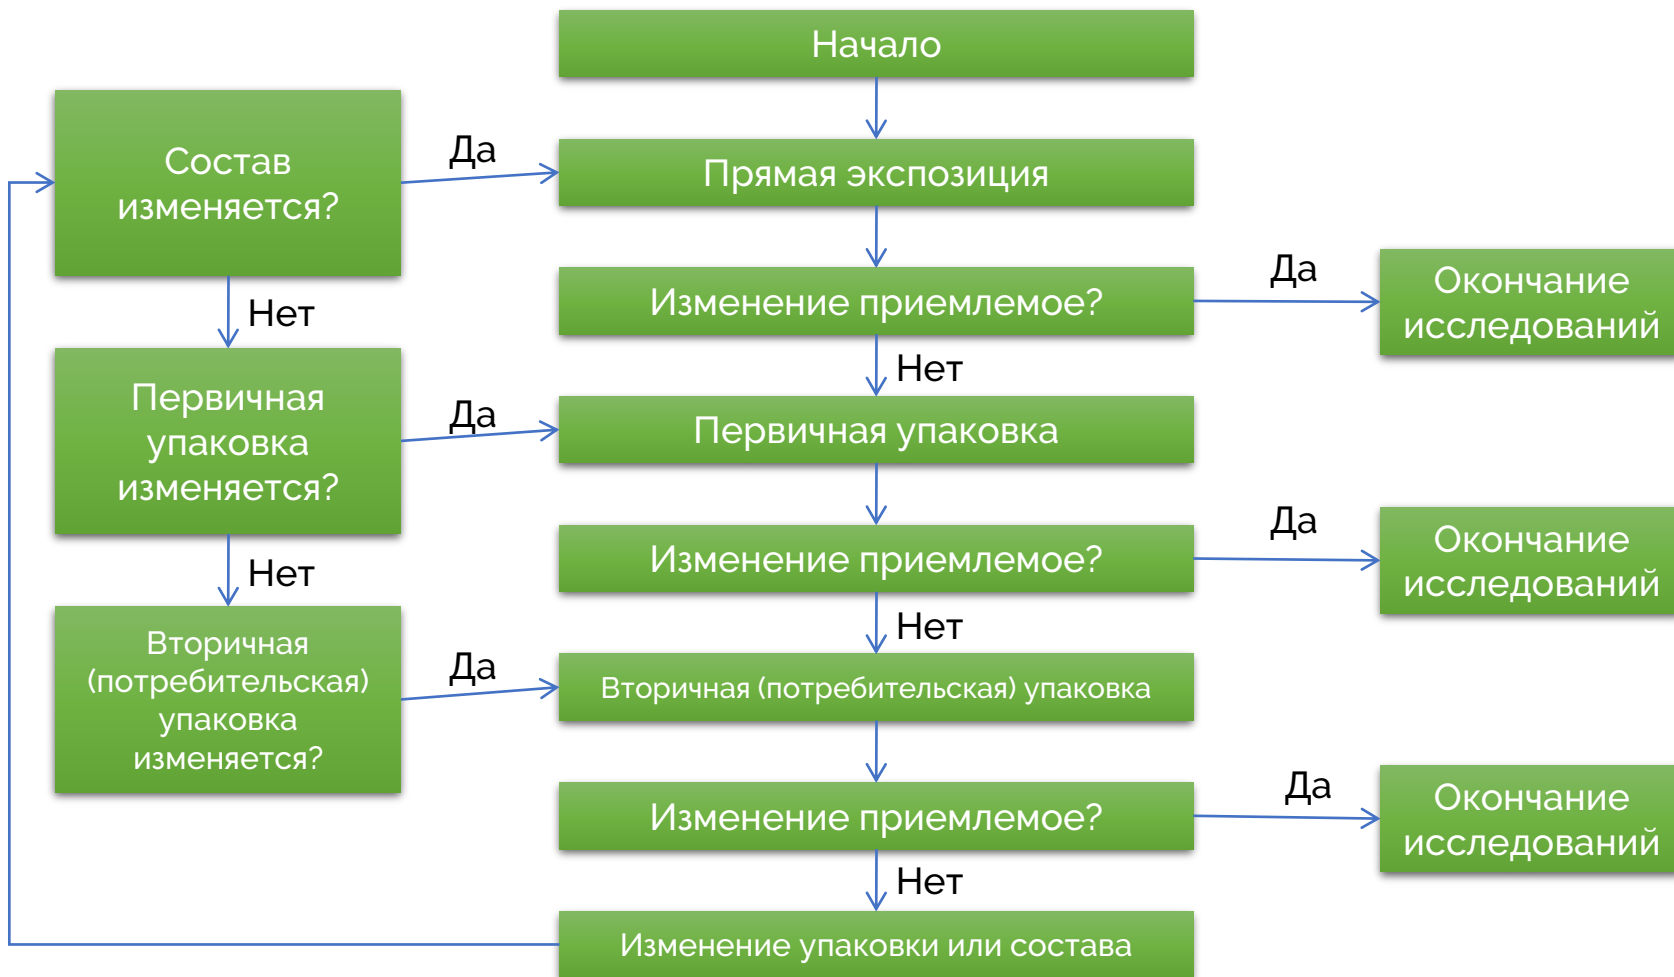 Начало
Состав
изменяется?
Да
Прямая экспозиция
Нет
Изменение приемлемое?
Да
Окончание
исследований
Нет
Первичная
упаковка
изменяется?
Да
Первичная упаковка
Нет
Изменение приемлемое?
Да
Окончание
исследований
Нет
Вторичная
(потребительская)
упаковка
изменяется?
Да
Вторичная (потребительская) упаковка
Изменение приемлемое?
Да
Окончание
исследований
Нет
Изменение упаковки или состава